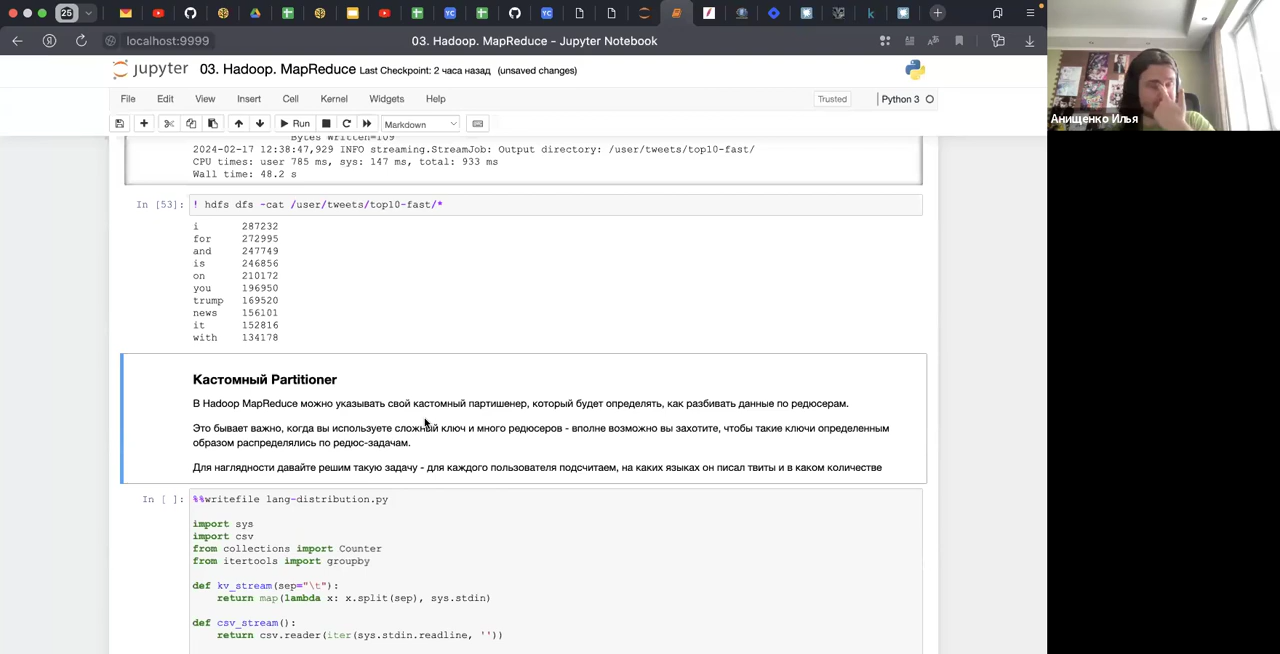 25
localhost:9999
03. Hadoop. MapReduce - Jupyter Notebook
jupyter 03. Hadoop. MapReduce Last Checkpoint: 2 часа назад (unsaved changes)
File Edit View Insert Cell Kernel Widgets Help Trusted Python 3
Run Markdown
Bytes Written=109
2024-02-17 12:38:47,929 INFO streaming.StreamJob: Output directory: /user/tweets/top10-fast/
CPU times: user 785 ms, sys: 147 ms, total: 933 ms
Wall time: 48.2 s
In [53]: ! hdfs dfs -cat /user/tweets/top10-fast/*
i 287232
for 272995
and 247749
is 246856
on 210172
you 196950
trump 169520
news 156101
it 152816
with 134178
Кастомный Partitioner
В Hadoop MapReduce можно указывать свой кастомный партишенер, который будет определять, как разбивать данные по редюсерам.
Это бывает важно, когда вы используете сложный ключ и много редюсеров - вполне возможно вы захотите, чтобы такие ключи определенным
образом распределялись по редюс-задачам.
Для наглядности давайте решим такую задачу - для каждого пользователя подсчитаем, на каких языках он писал твиты и в каком количестве
In [ ]: %%writefile lang-distribution.py
import sys
import csv
from collections import Counter
from itertools import groupby
def kv_stream(sep="\t"):
return map(lambda x: x.split(sep), sys.stdin)
def csv_stream():
return csv.reader(iter(sys.stdin.readline, ''))
Анищенко Илья